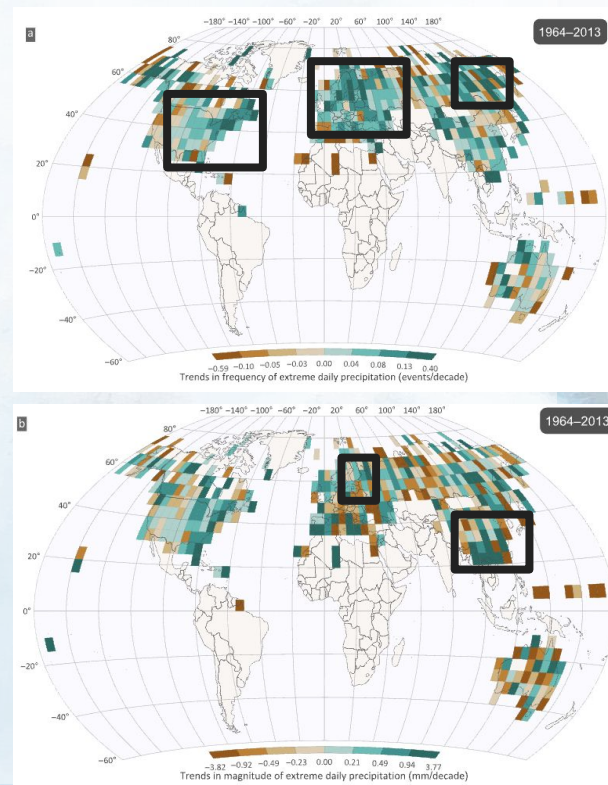 a
−180° −140° −100° −60° −20° 20° 60° 100° 140° 180°
1964–2013
80°
60°
40°
20°
0°
−20°
−40°
−60°
−0.59 −0.10 −0.05 −0.03 0.00 0.04 0.08 0.13 0.40
Trends in frequency of extreme daily precipitation (events/decade)
b
−180° −140° −100° −60° −20° 20° 60° 100° 140° 180°
1964–2013
80°
60°
40°
20°
0°
−20°
−40°
−60°
−3.82 −0.92 −0.49 −0.23 0.00 0.21 0.49 0.94 3.77
Trends in magnitude of extreme daily precipitation (mm/decade)